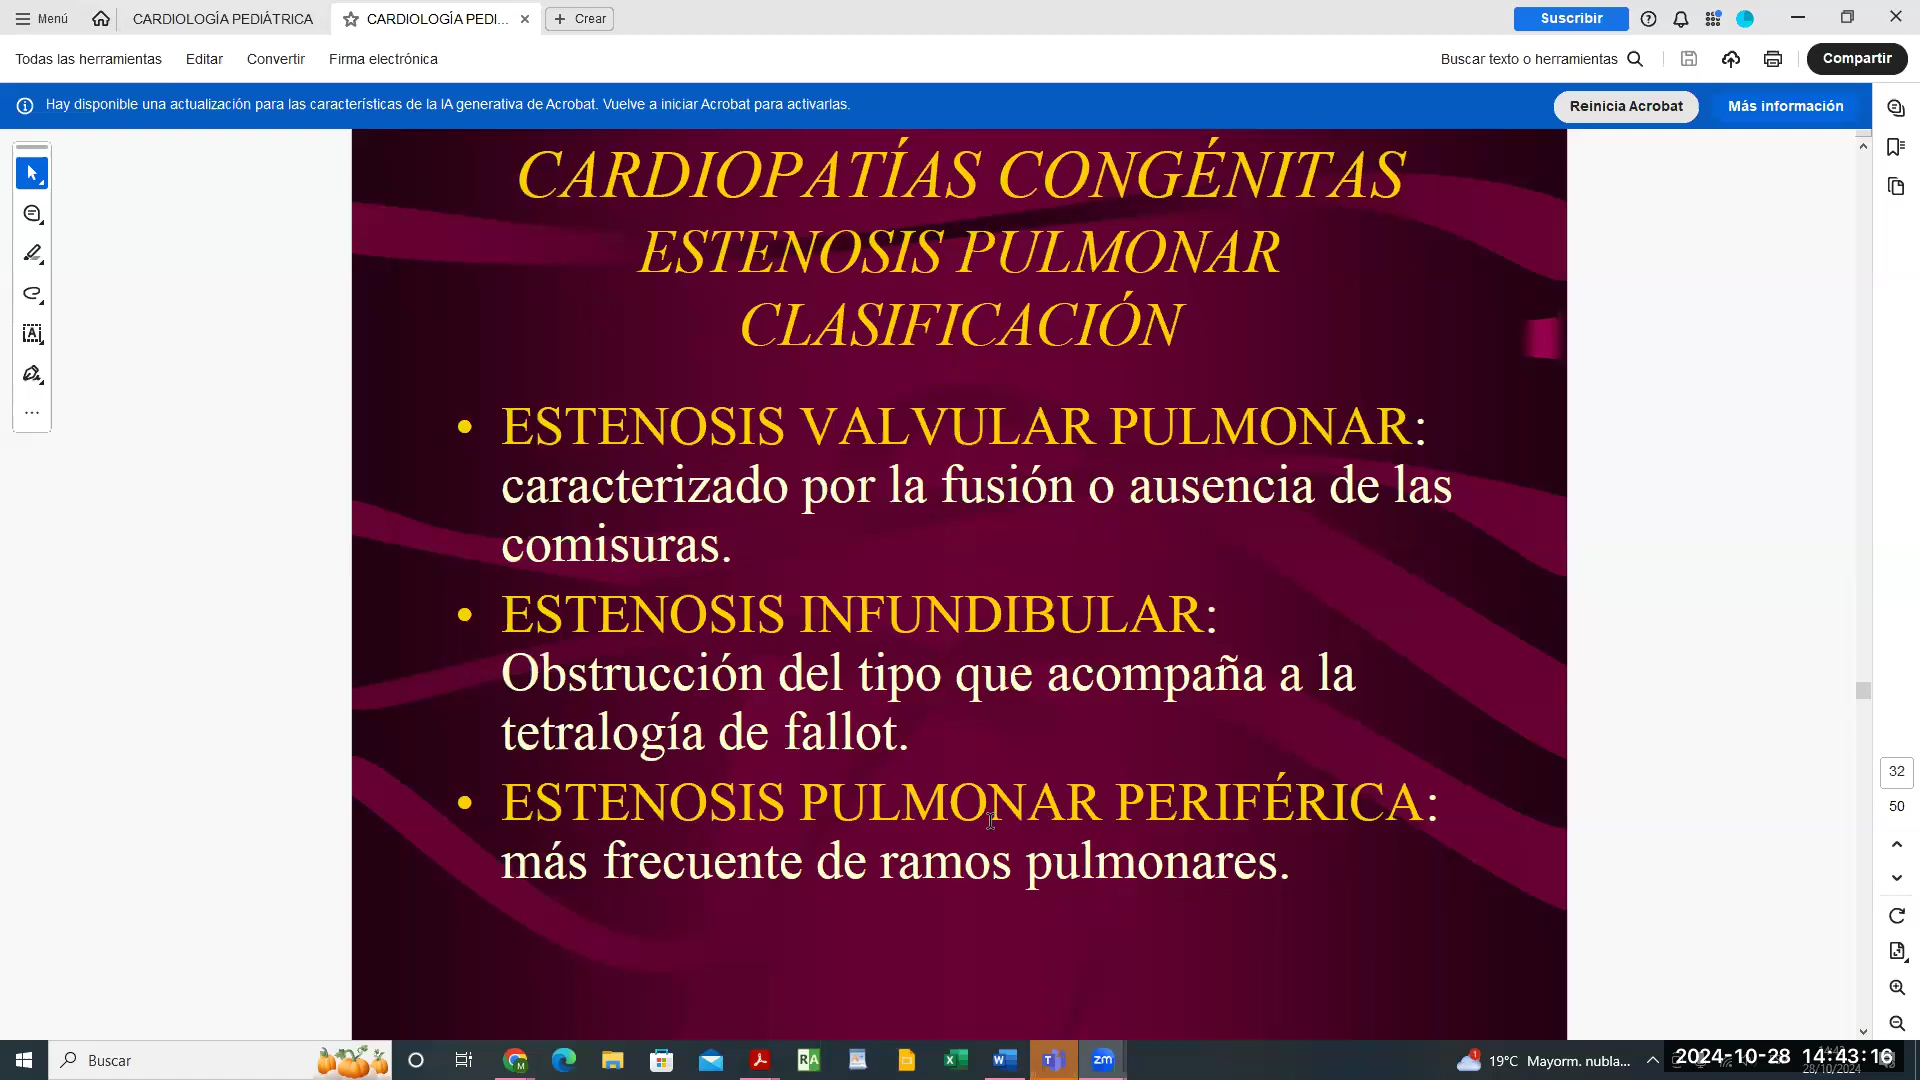 Menú
CARDIOLOGÍA PEDIÁTRICA
CARDIOLOGÍA PEDI...
Crear
Suscribir
Todas las herramientas
Editar
Convertir
Firma electrónica
Buscar texto o herramientas
Compartir
Hay disponible una actualización para las características de la IA generativa de Acrobat. Vuelve a iniciar Acrobat para activarlas.
Reinicia Acrobat
Más información
CARDIOPATÍAS CONGÉNITAS
ESTENOSIS PULMONAR
CLASIFICACIÓN
• ESTENOSIS VALVULAR PULMONAR:
caracterizado por la fusión o ausencia de las
comisuras.
• ESTENOSIS INFUNDIBULAR:
Obstrucción del tipo que acompaña a la
tetralogía de fallot.
• ESTENOSIS PULMONAR PERIFÉRICA:
más frecuente de ramos pulmonares.
32
50
Buscar
19°C Mayorm. nubla...
2024-10-28 14:43:16
28/10/2024